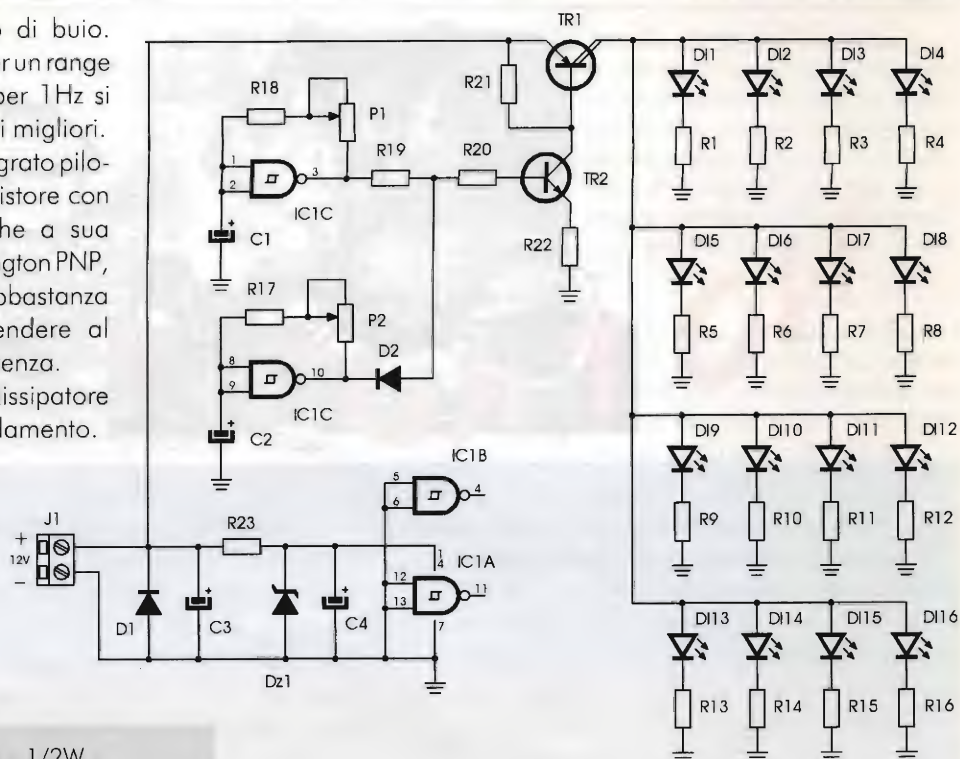 di buio.
er un range
per 1Hz si
i migliori.
grato pilo-
istore con
he a sua
gton PNP,
bbastanza
endere al
enza.
issipatore
lamento.
TR1
R21
R18
P1
R19
R20
TR2
1
2
3
IC1C
C1
R22
R17
P2
D2
8
9
10
IC1C
C2
IC1B
5
6
4
J1
+
12V
–
R23
1
4
IC1A
12
13
11
7
D1
C3
Dz1
C4
DI1
DI2
DI3
DI4
R1
R2
R3
R4
DI5
DI6
DI7
DI8
R5
R6
R7
R8
DI9
DI10
DI11
DI12
R9
R10
R11
R12
DI13
DI14
DI15
DI16
R13
R14
R15
R16
1/2W